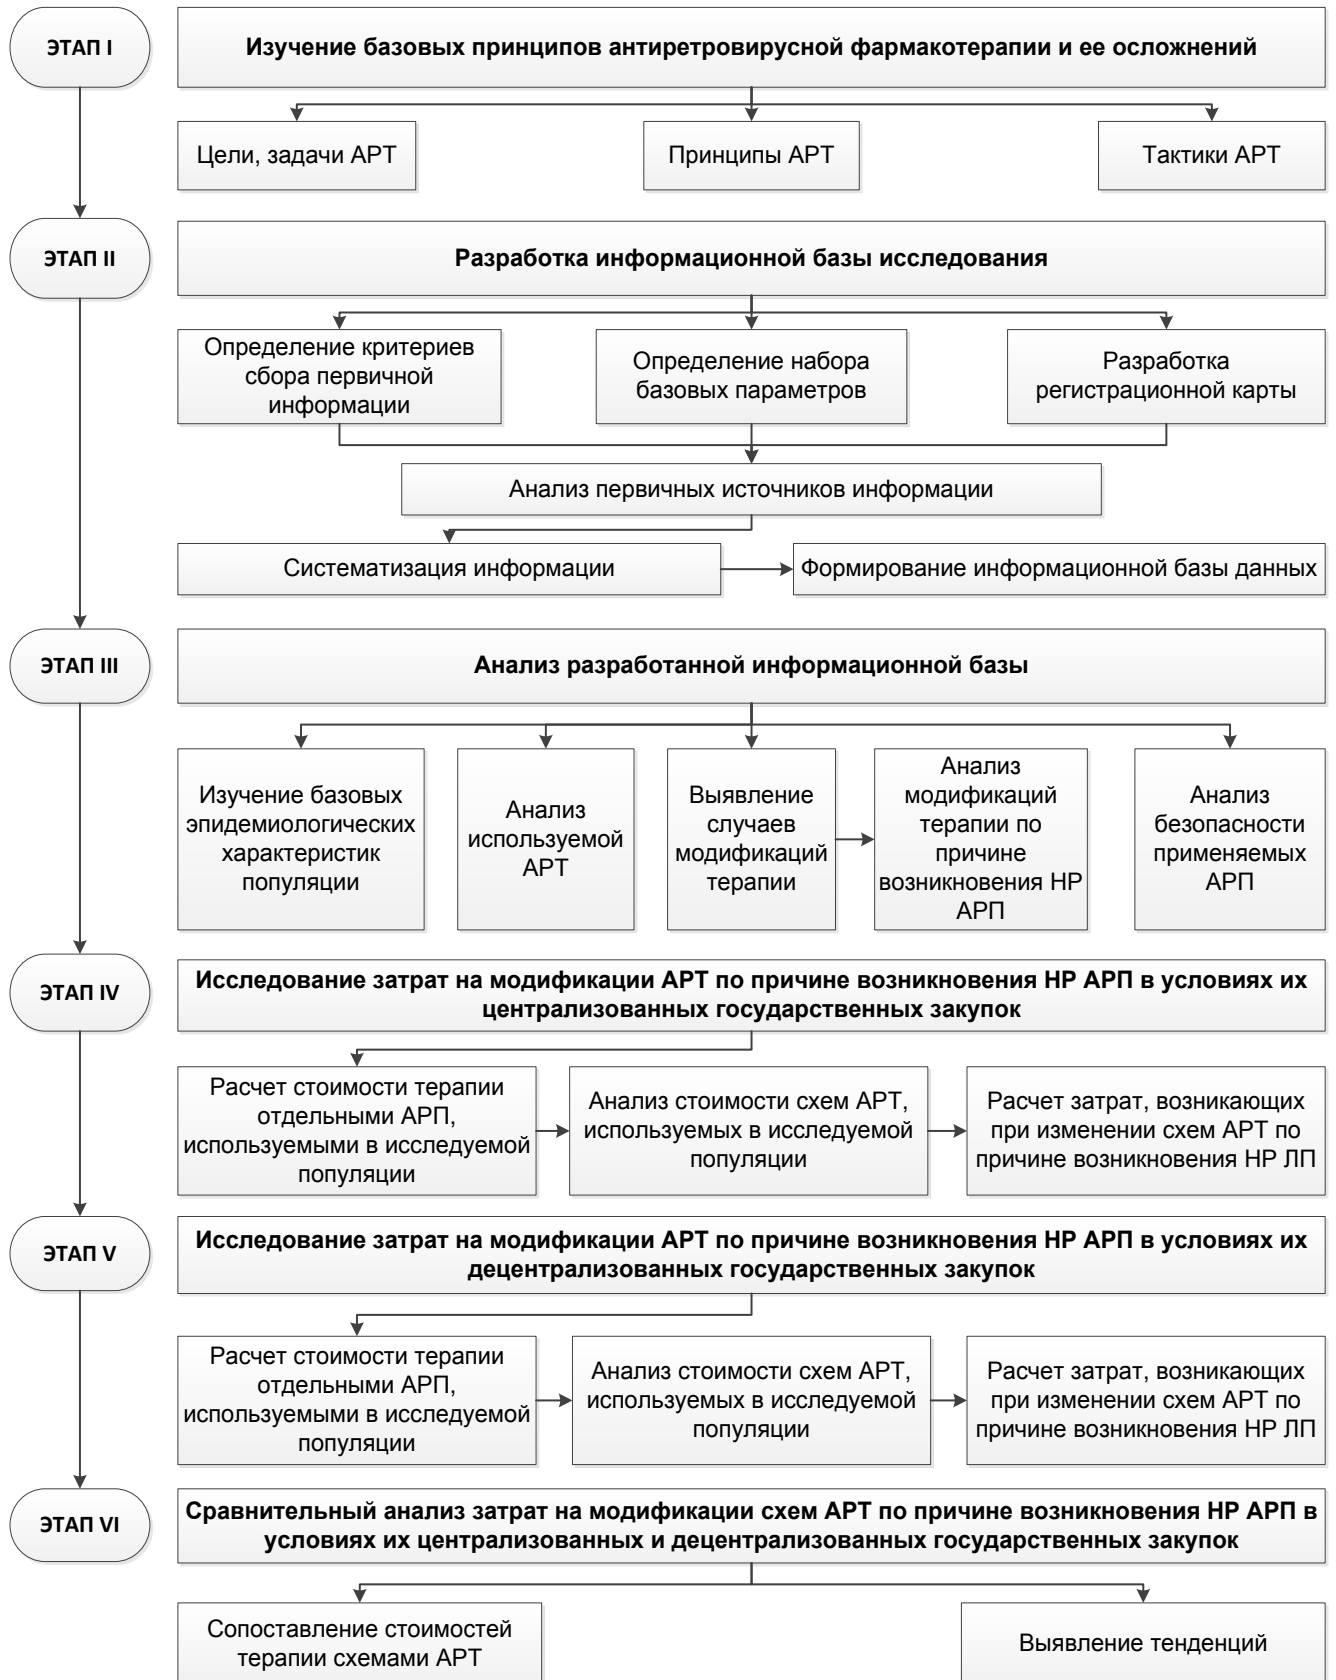 ЭТАП I
Изучение базовых принципов антиретровирусной фармакотерапии и ее осложнений
Цели, задачи АРТ
Принципы АРТ
Тактики АРТ
ЭТАП II
Разработка информационной базы исследования
Определение критериев
сбора первичной
информации
Определение набора
базовых параметров
Разработка
регистрационной карты
Анализ первичных источников информации
Систематизация информации
Формирование информационной базы данных
ЭТАП III
Анализ разработанной информационной базы
Изучение базовых
эпидемиологических
характеристик
популяции
Анализ
используемой
АРТ
Выявление
случаев
модификаций
терапии
Анализ
модификаций
терапии по
причине
возникновения НР
АРП
Анализ
безопасности
применяемых
АРП
ЭТАП IV
Исследование затрат на модификации АРТ по причине возникновения НР АРП в условиях их
централизованных государственных закупок
Расчет стоимости терапии
отдельными АРП,
используемыми в исследуемой
популяции
Анализ стоимости схем АРТ,
используемых в исследуемой
популяции
Расчет затрат, возникающих
при изменении схем АРТ по
причине возникновения НР ЛП
ЭТАП V
Исследование затрат на модификации АРТ по причине возникновения НР АРП в условиях их
децентрализованных государственных закупок
Расчет стоимости терапии
отдельными АРП,
используемыми в исследуемой
популяции
Анализ стоимости схем АРТ,
используемых в исследуемой
популяции
Расчет затрат, возникающих
при изменении схем АРТ по
причине возникновения НР ЛП
ЭТАП VI
Сравнительный анализ затрат на модификации схем АРТ по причине возникновения НР АРП в
условиях их централизованных и децентрализованных государственных закупок
Сопоставление стоимостей
терапии схемами АРТ
Выявление тенденций